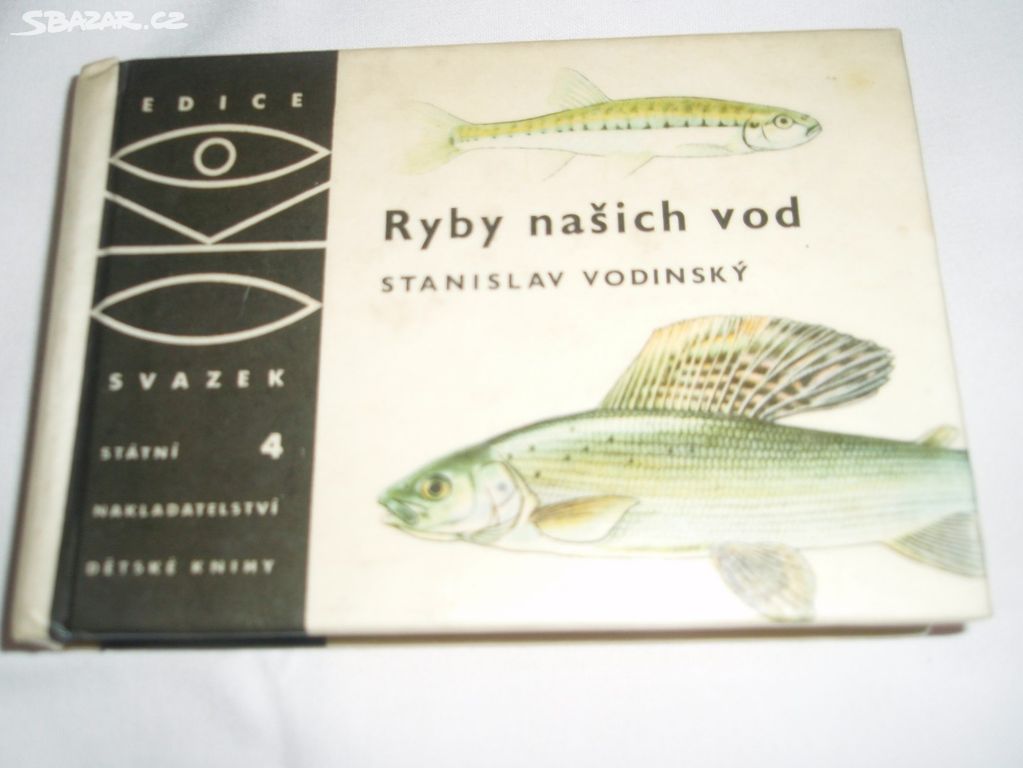 SBAZAR.CZ
EDICE
SVAZEK
4
STÁTNÍ
NAKLADATELSTVÍ
DĚTSKÉ KNIHY
Ryby našich vod
STANISLAV VODINSKÝ